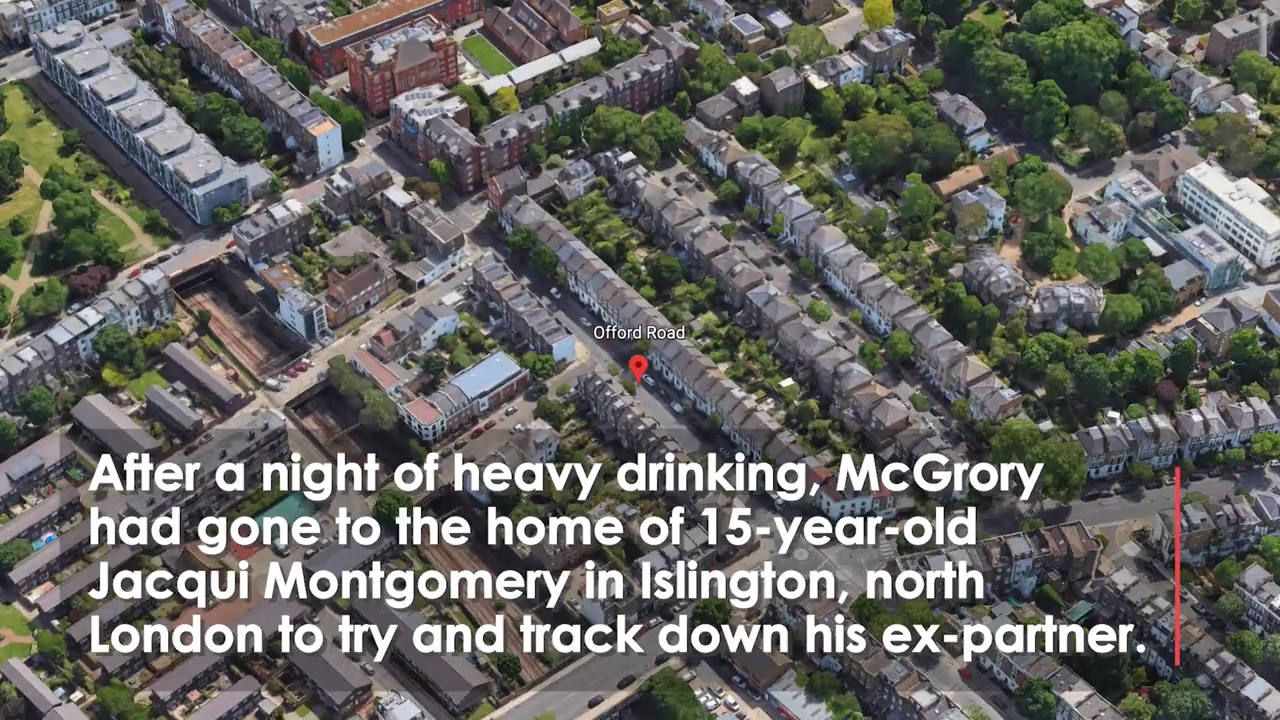 Offord Road
After a night of heavy drinking, McGrory
had gone to the home of 15-year-old
Jacqui Montgomery in Islington, north
London to try and track down his ex-partner.